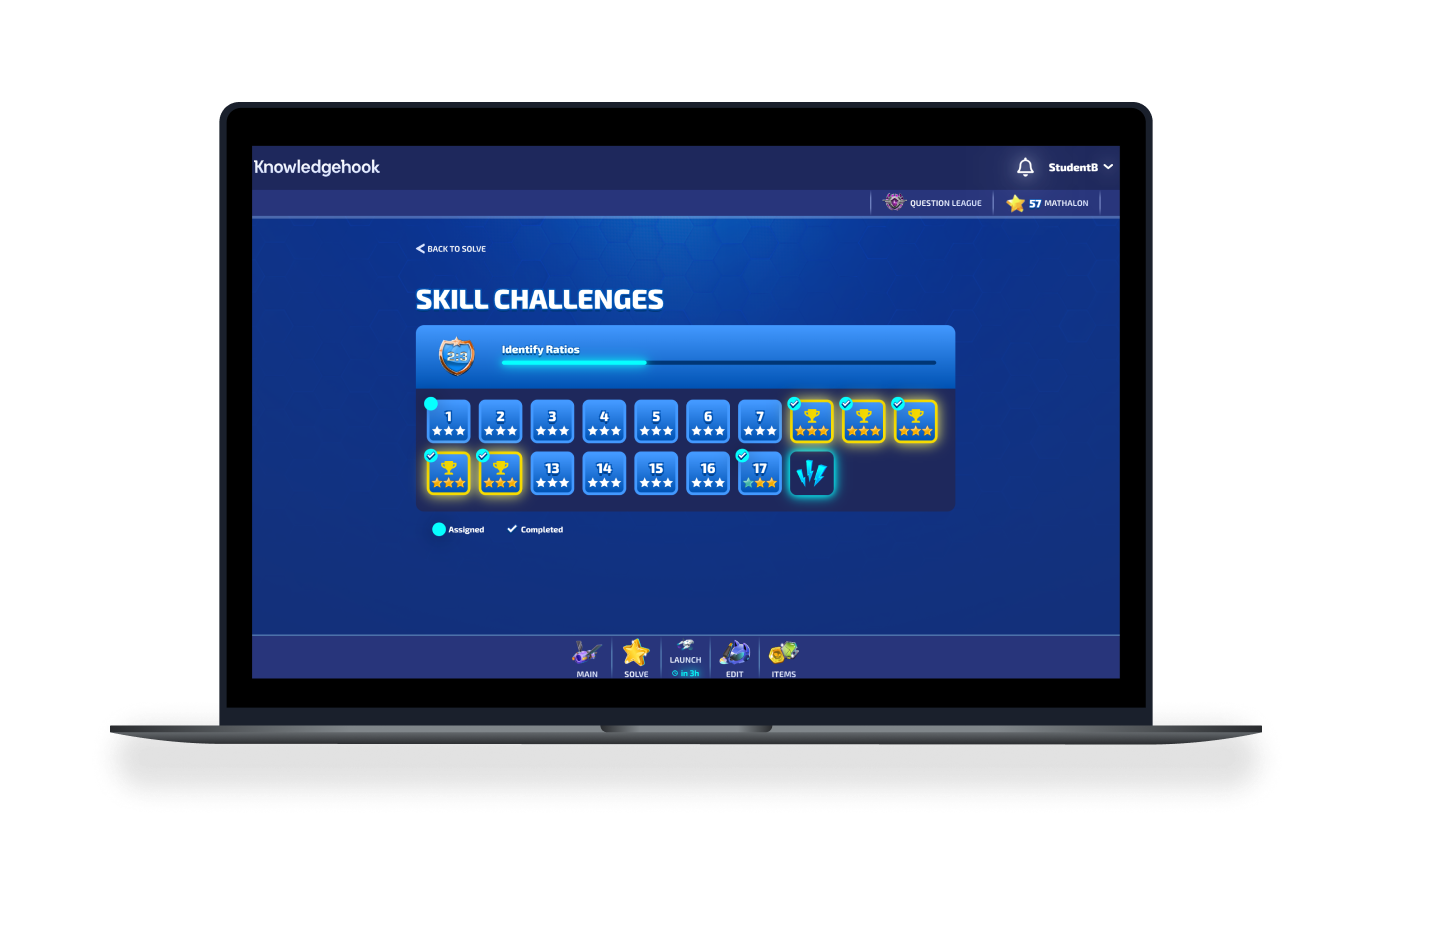 Knowledgehook
StudentB
QUESTION LEAGUE
57 MATHALON
BACK TO SOLVE
SKILL CHALLENGES
2:3
Identify Ratios
1 2 3 4 5 6 7
13 14 15 16 17
Assigned Completed
MAIN SOLVE LAUNCH EDIT ITEMS
in 3h